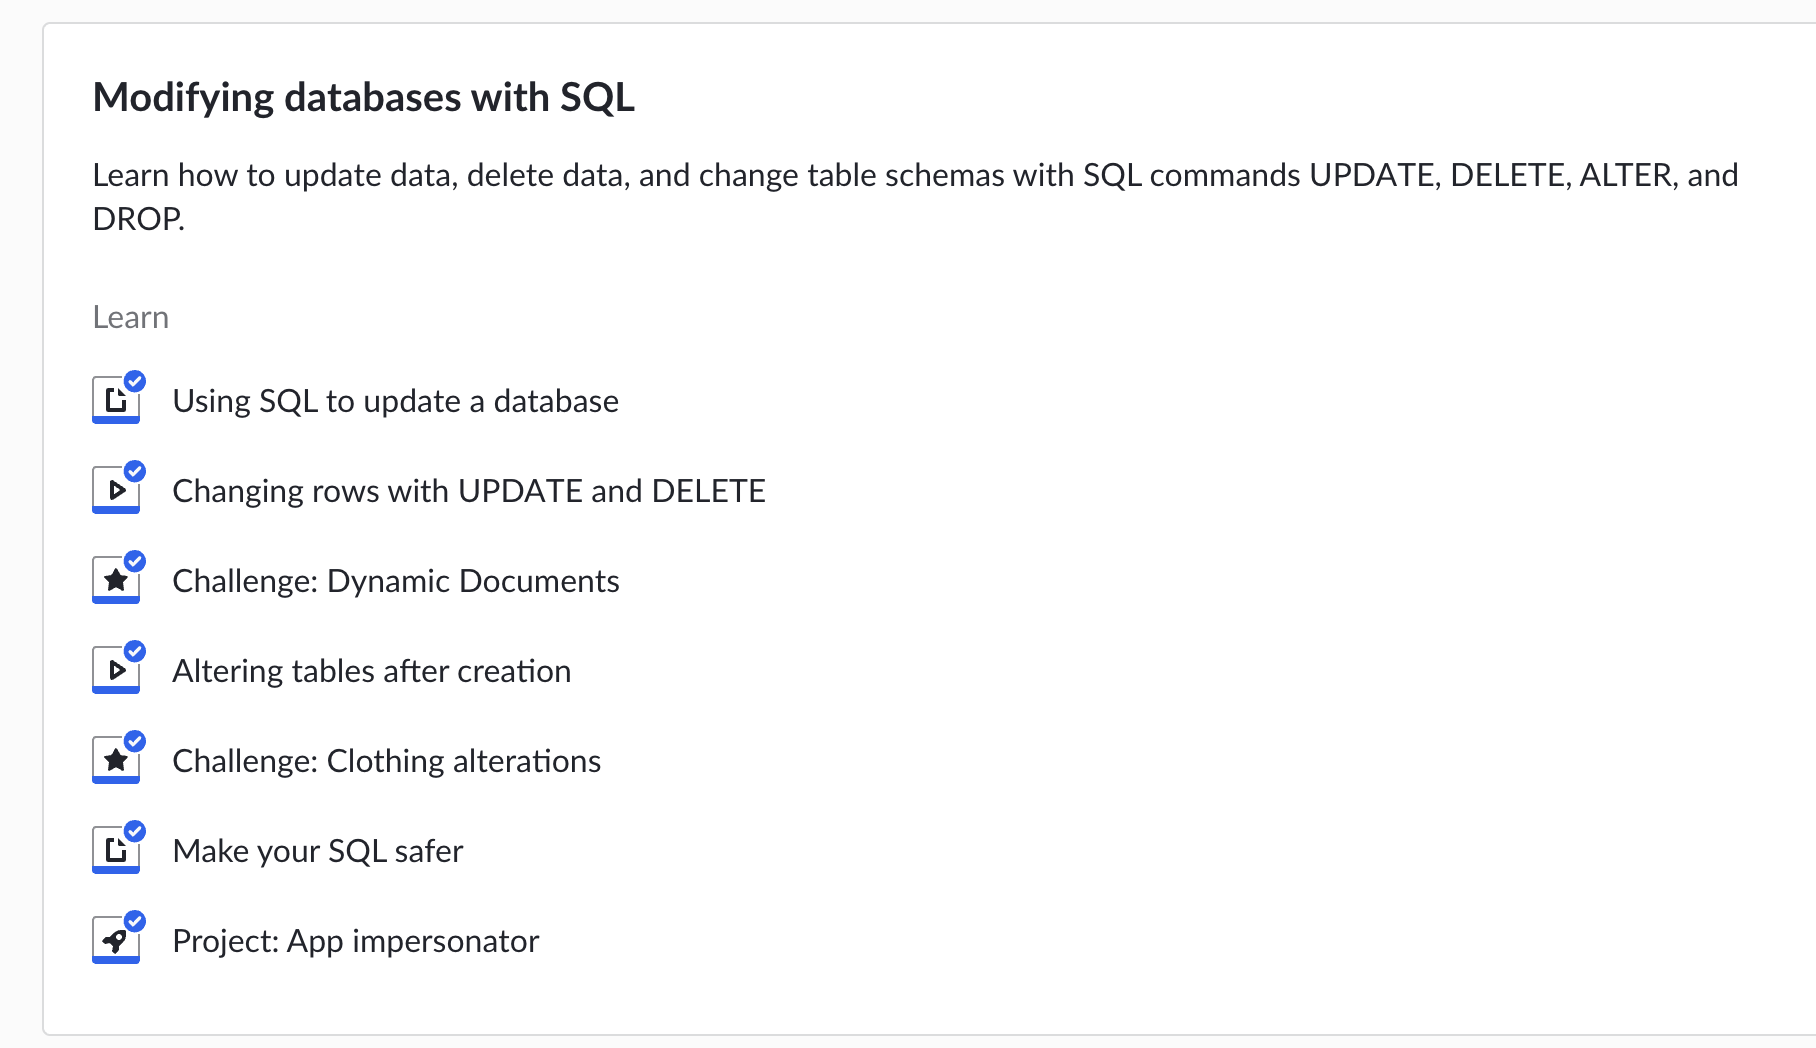 Modifying databases with SQL
Learn how to update data, delete data, and change table schemas with SQL commands UPDATE, DELETE, ALTER, and
DROP.
Learn
Using SQL to update a database
Changing rows with UPDATE and DELETE
Challenge: Dynamic Documents
Altering tables after creation
Challenge: Clothing alterations
Make your SQL safer
Project: App impersonator